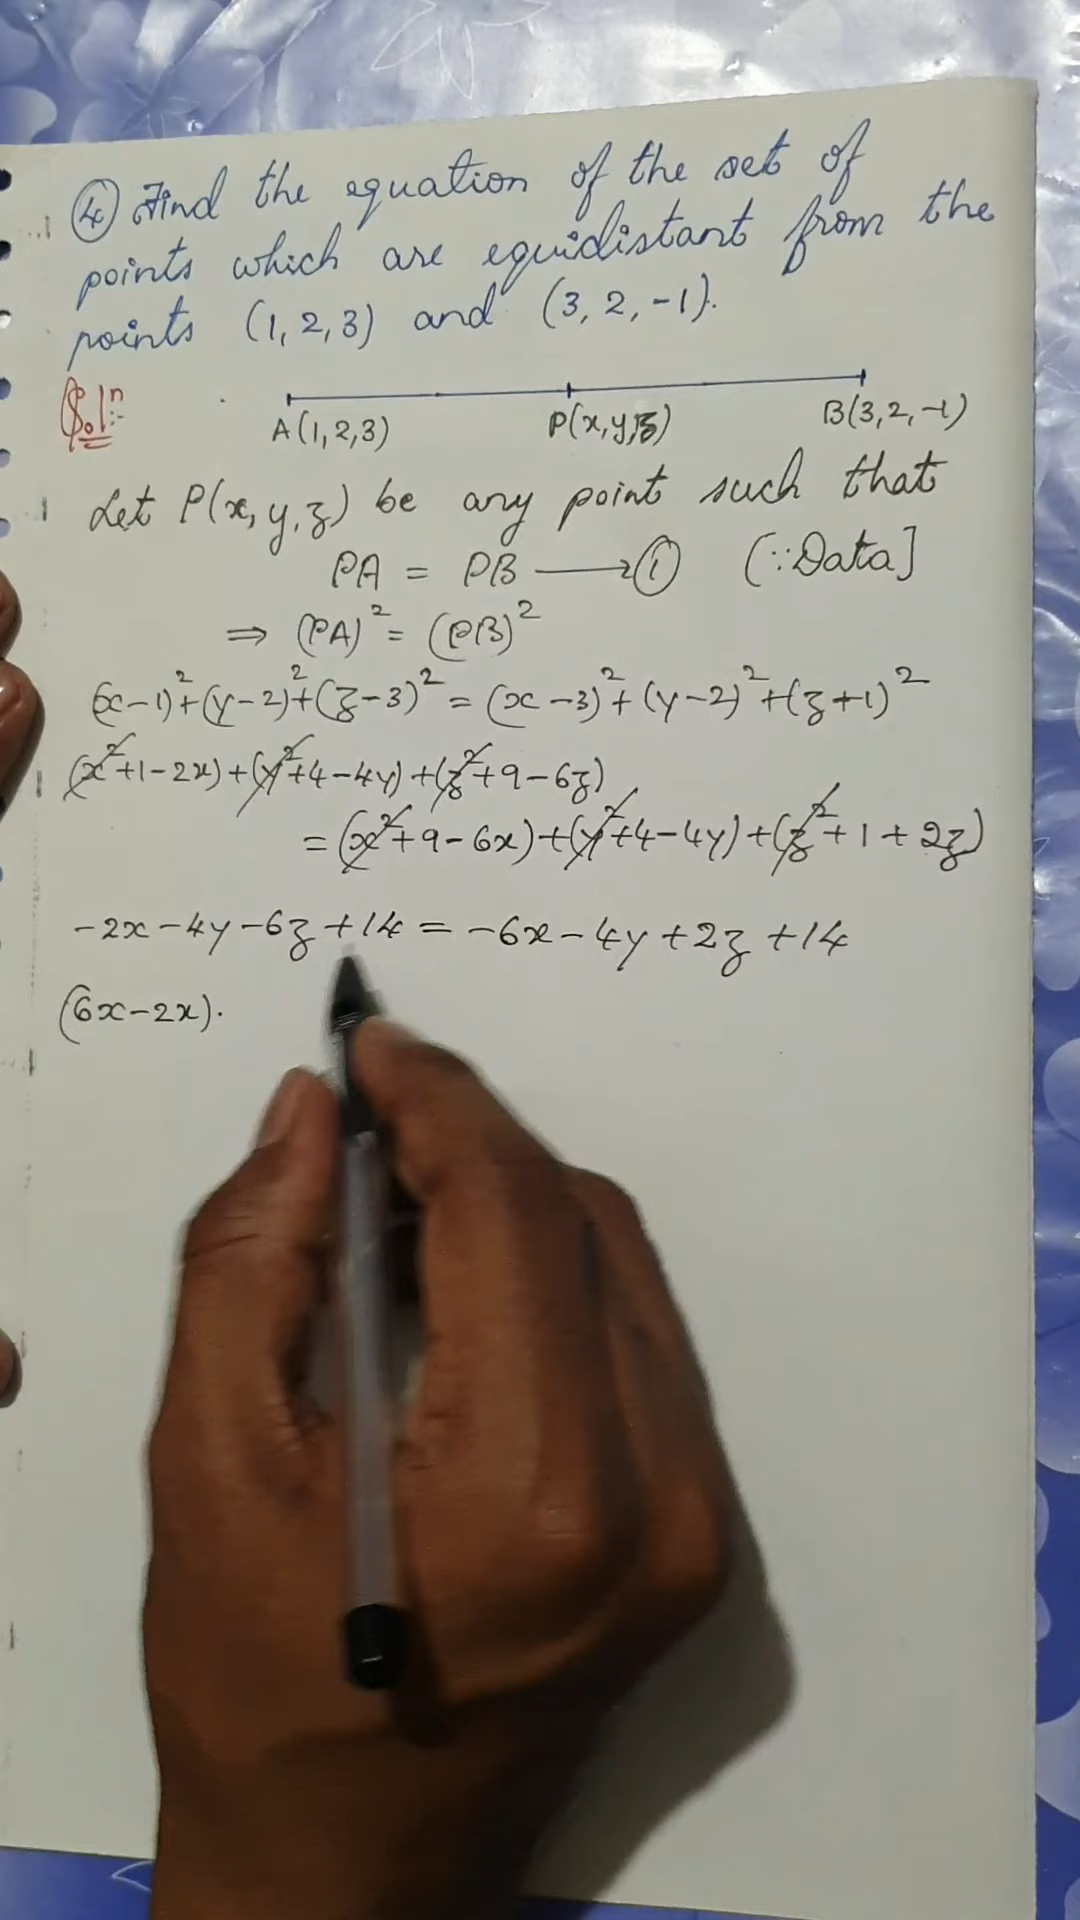 ④ Find the equation of the set of
points which are equidistant from the
points (1, 2, 3) and (3, 2, -1).
Solⁿ:-
A(1, 2, 3) P(x, y, z) B(3, 2, -1)
Let P(x, y, z) be any point such that
PA = PB ⟶ ① (∵ Data]
⇒ (PA)² = (PB)²
(x-1)²+(y-2)²+(z-3)² = (x-3)²+(y-2)²+(z+1)²
(x²+1-2x)+(y²+4-4y)+(z²+9-6z)
= (x²+9-6x)+(y²+4-4y)+(z²+1+2z)
-2x-4y-6z+14 = -6x-4y+2z+14
(6x-2x).